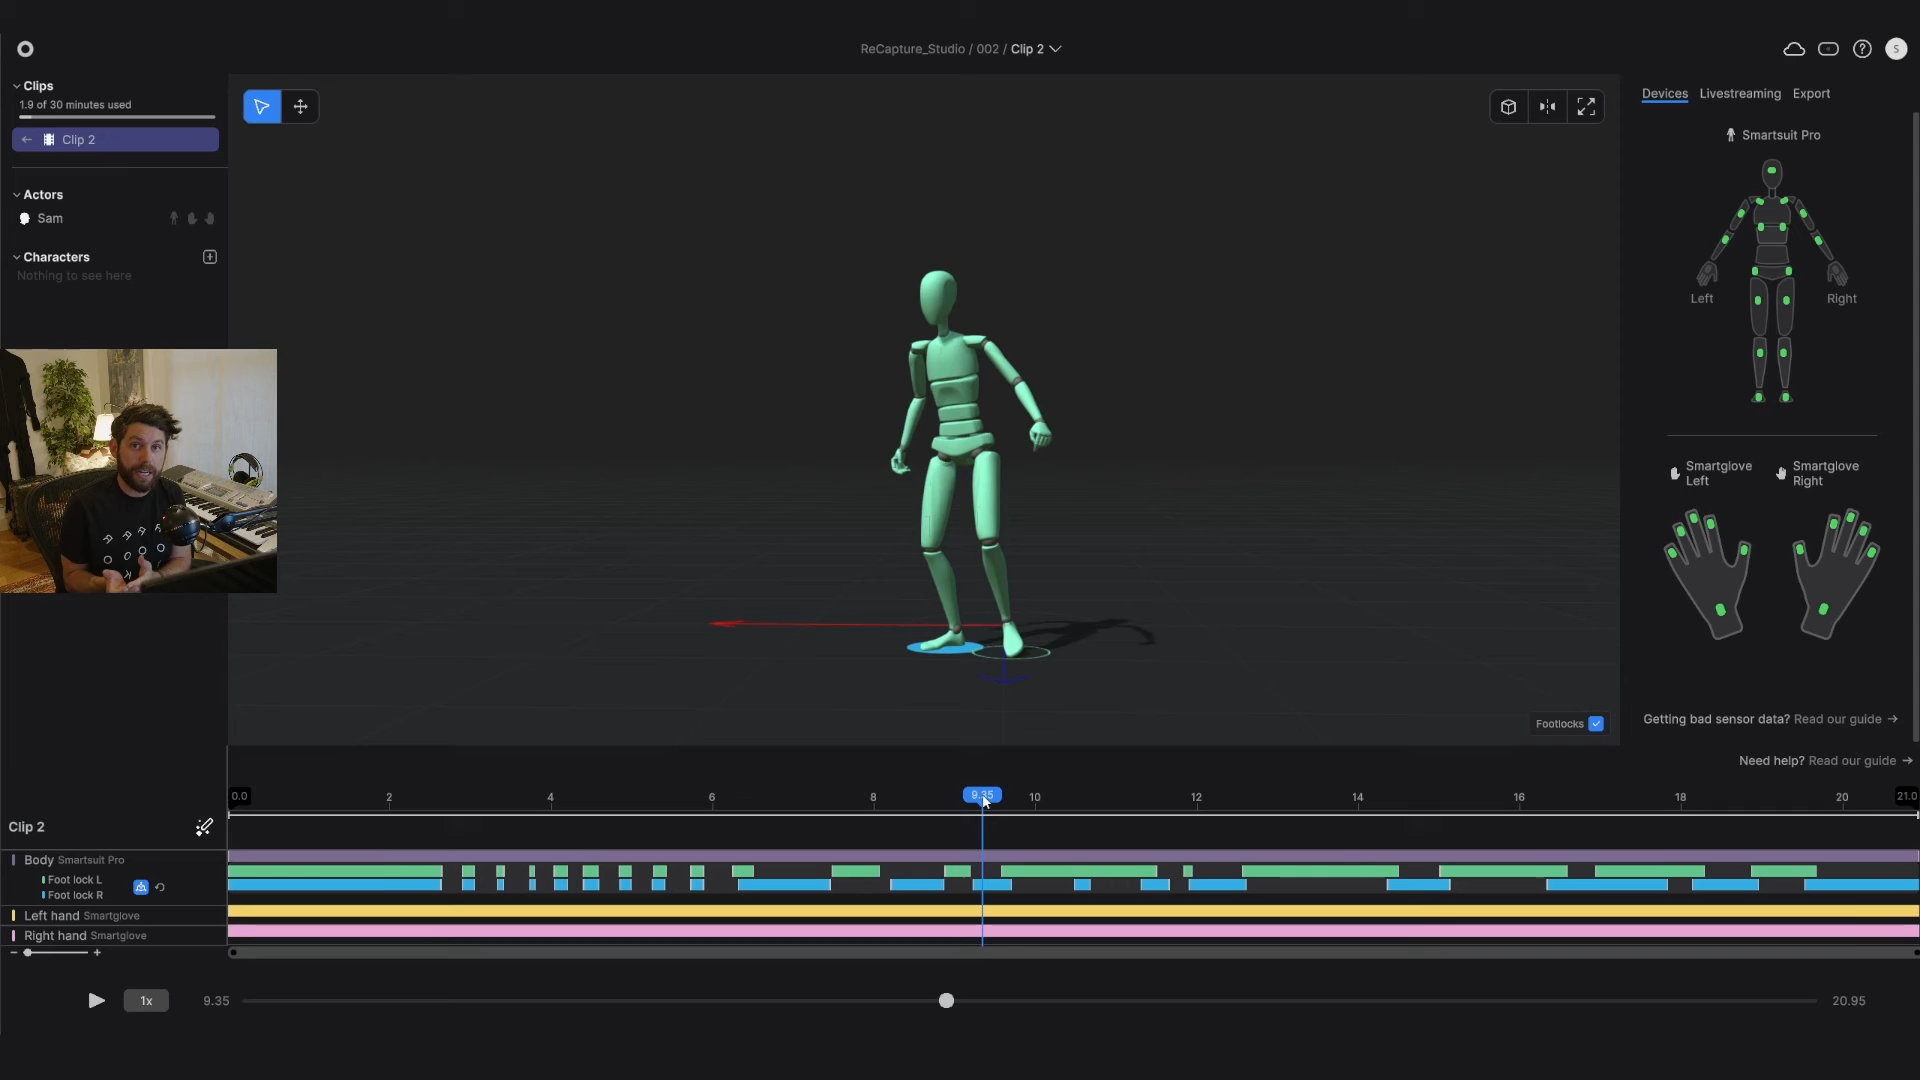 ReCapture_Studio / 002 / Clip 2
S
Clips
1.9 of 30 minutes used
Clip 2
Actors
Sam
Characters
Nothing to see here
Devices Livestreaming Export
Smartsuit Pro
Left Right
Smartglove Left
Smartglove Right
Footlocks
Getting bad sensor data? Read our guide →
Need help? Read our guide →
0.0 2 4 6 8 9.35 10 12 14 16 18 20 21.0
Clip 2
Body Smartsuit Pro
Foot lock L
Foot lock R
Left hand Smartglove
Right hand Smartglove
- +
1x 9.35 20.95